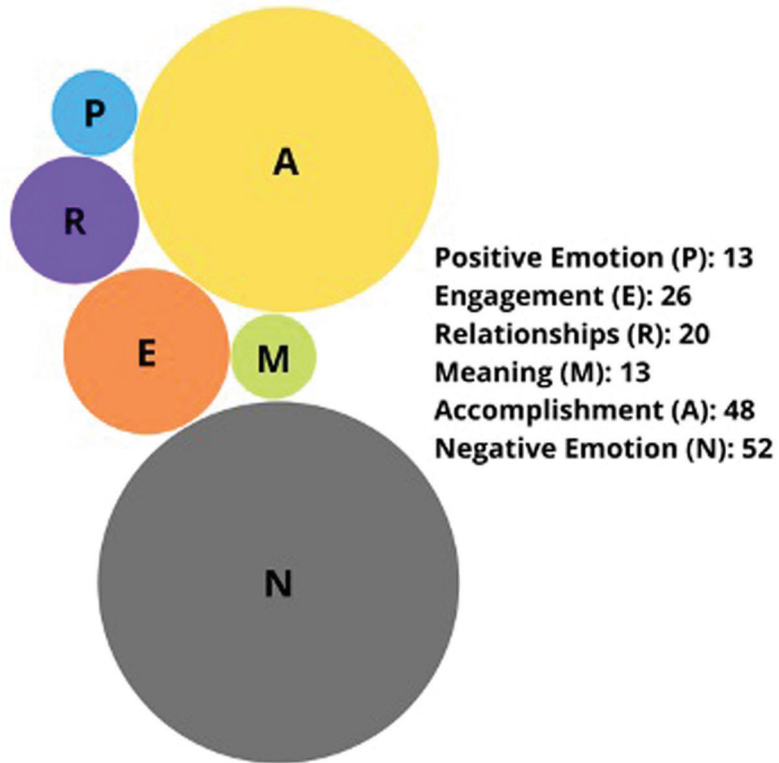 P
A
R
E
M
N
Positive Emotion (P): 13
Engagement (E): 26
Relationships (R): 20
Meaning (M): 13
Accomplishment (A): 48
Negative Emotion (N): 52